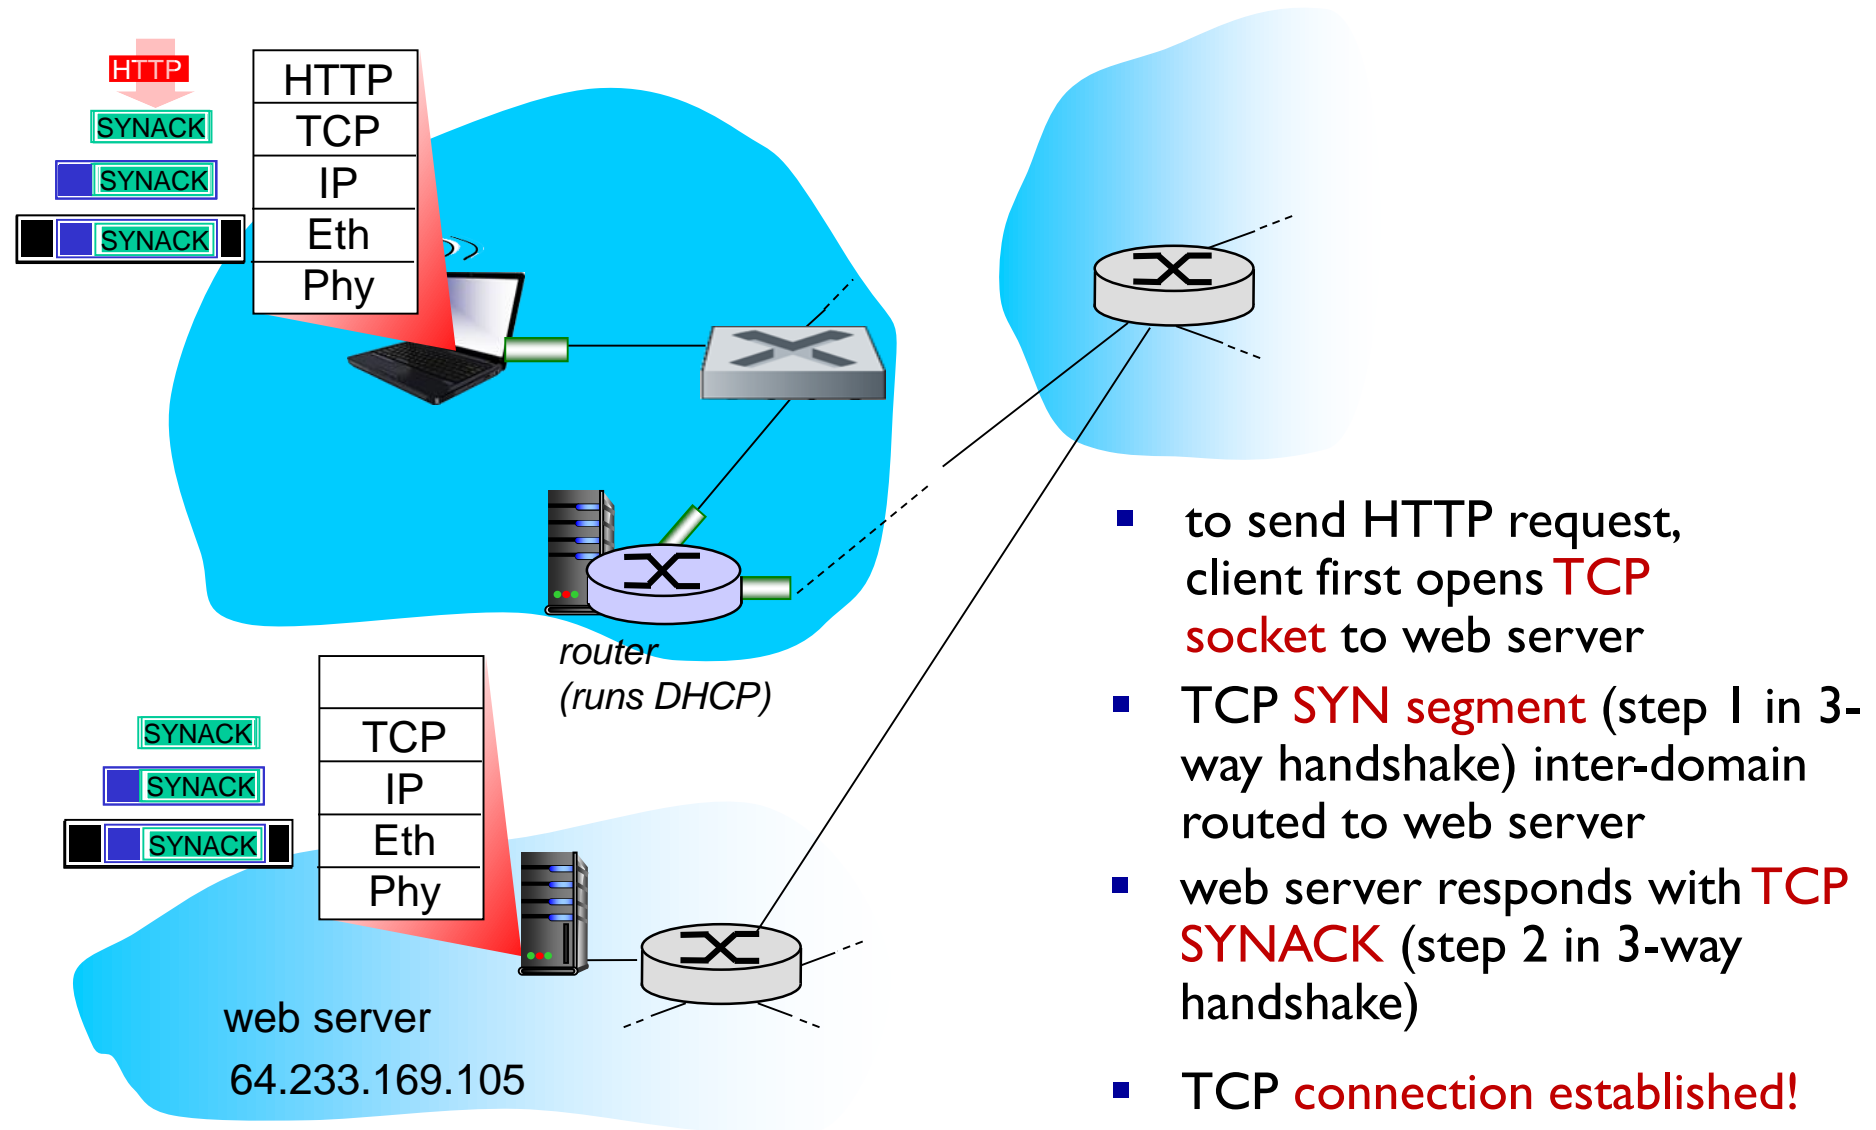 HTTP
SYNACK
SYNACK
SYNACK
HTTP
TCP
IP
Eth
Phy
router
(runs DHCP)
SYNACK
SYNACK
SYNACK
TCP
IP
Eth
Phy
web server
64.233.169.105
▪ to send HTTP request,
client first opens TCP
socket to web server
▪ TCP SYN segment (step 1 in 3-
way handshake) inter-domain
routed to web server
▪ web server responds with TCP
SYNACK (step 2 in 3-way
handshake)
▪ TCP connection established!